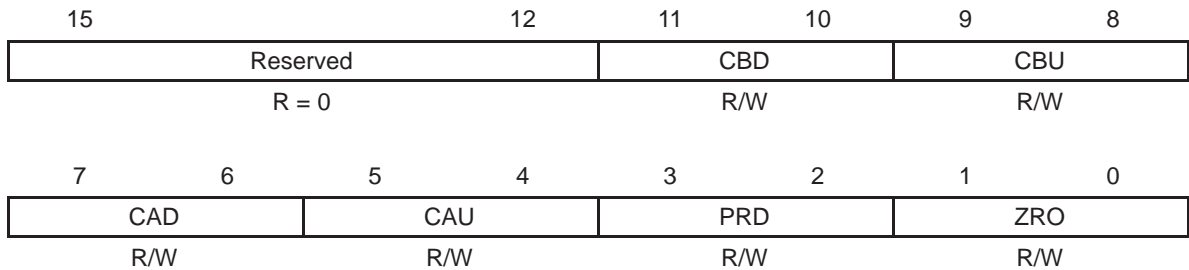 15 12 11 10 9 8
Reserved CBD CBU
R = 0 R/W R/W
7 6 5 4 3 2 1 0
CAD CAU PRD ZRO
R/W R/W R/W R/W